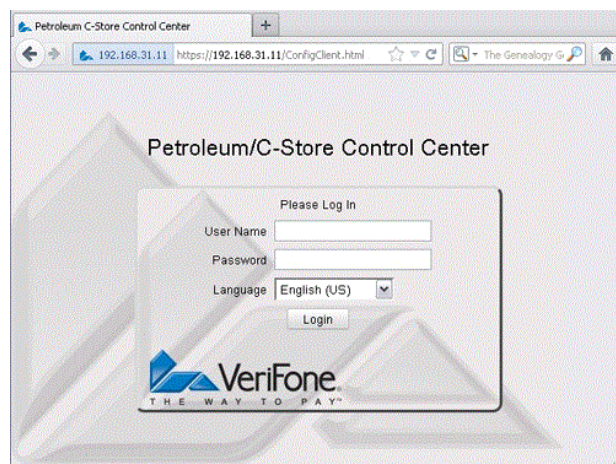 Petroleum C-Store Control Center
192.168.31.11 https://192.168.31.11/ConfigClient.html The Genealogy G
Petroleum/C-Store Control Center
Please Log In
User Name
Password
Language English (US)
Login
VeriFone.
THE WAY TO PAY™